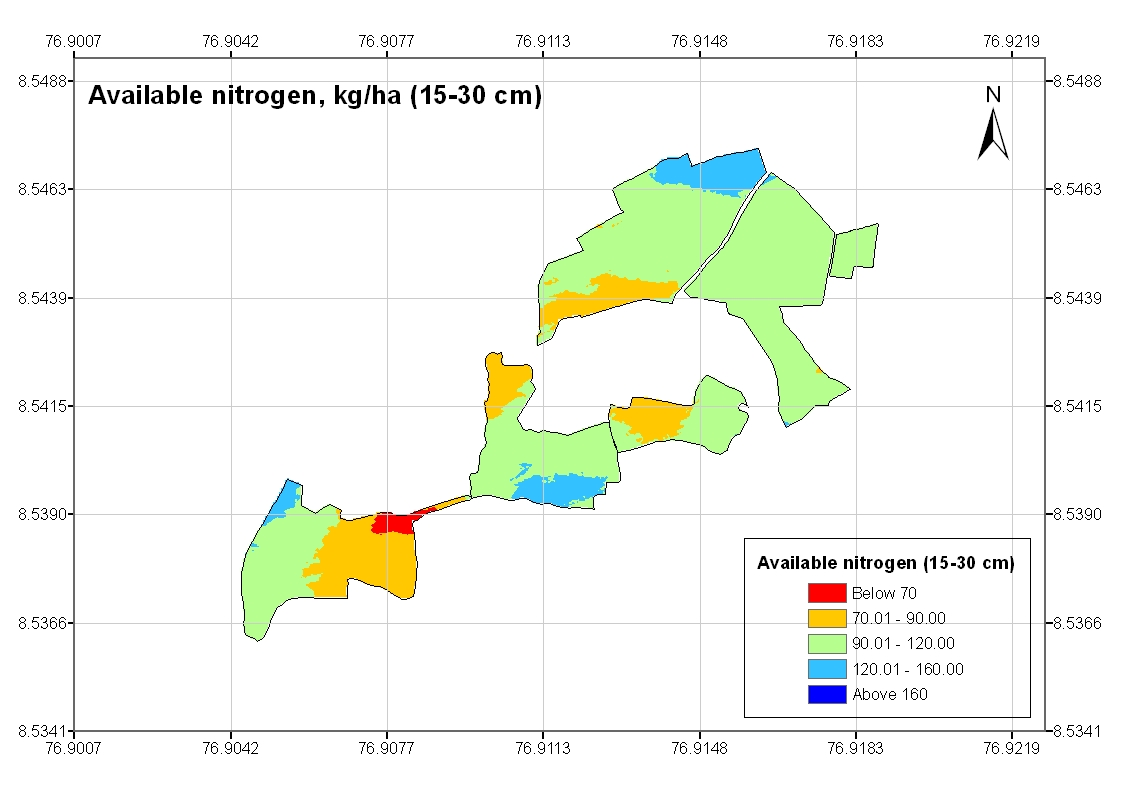 76.9007 76.9042 76.9077 76.9113 76.9148 76.9183 76.9219
8.5488 8.5488
Available nitrogen, kg/ha (15-30 cm)
N
8.5463 8.5463
8.5439 8.5439
8.5415 8.5415
8.5390 8.5390
Available nitrogen (15-30 cm)
Below 70
70.01 - 90.00
8.5366 8.5366
90.01 - 120.00
120.01 - 160.00
Above 160
8.5341 8.5341
76.9007 76.9042 76.9077 76.9113 76.9148 76.9183 76.9219